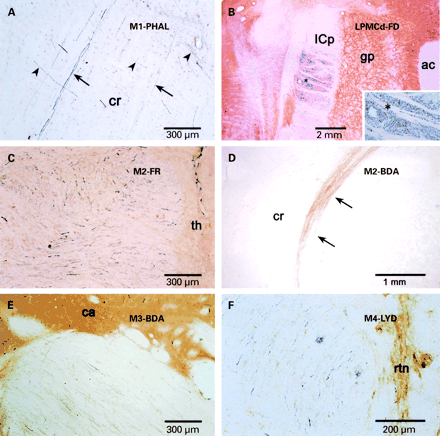 A
M1-PHAL
cr
300 µm
B
LPMCd-FD
ICp
gp
ac
*
2 mm
C
M2-FR
th
300 µm
D
M2-BDA
cr
1 mm
E
ca
M3-BDA
300 µm
F
M4-LYD
rtn
200 µm